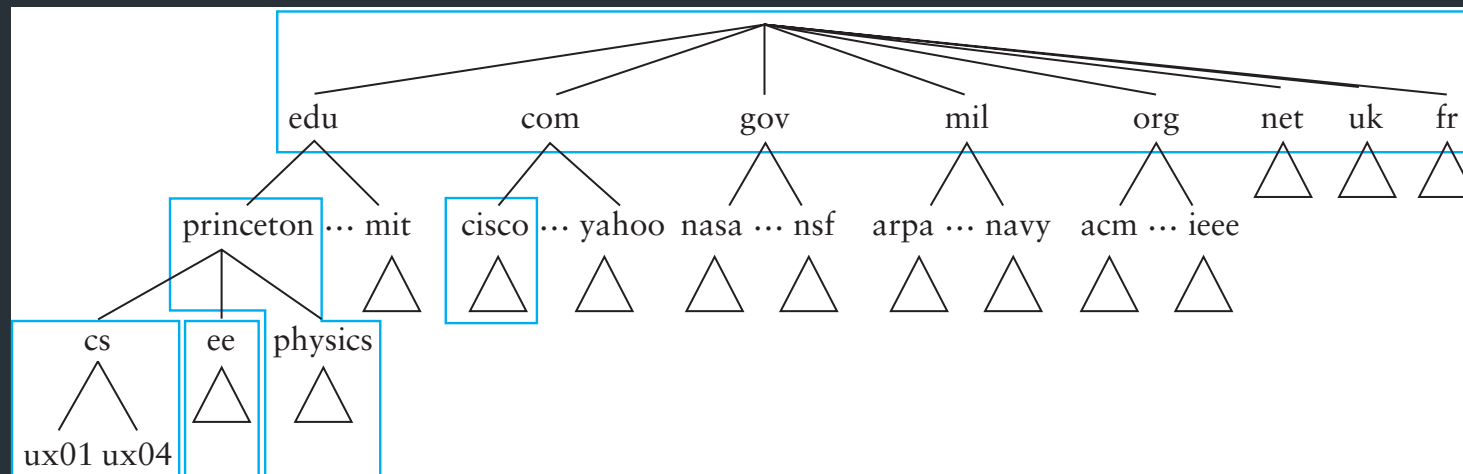 edu com gov mil org net uk fr
princeton ... mit cisco ... yahoo nasa ... nsf arpa ... navy acm ... ieee
cs ee physics
ux01 ux04